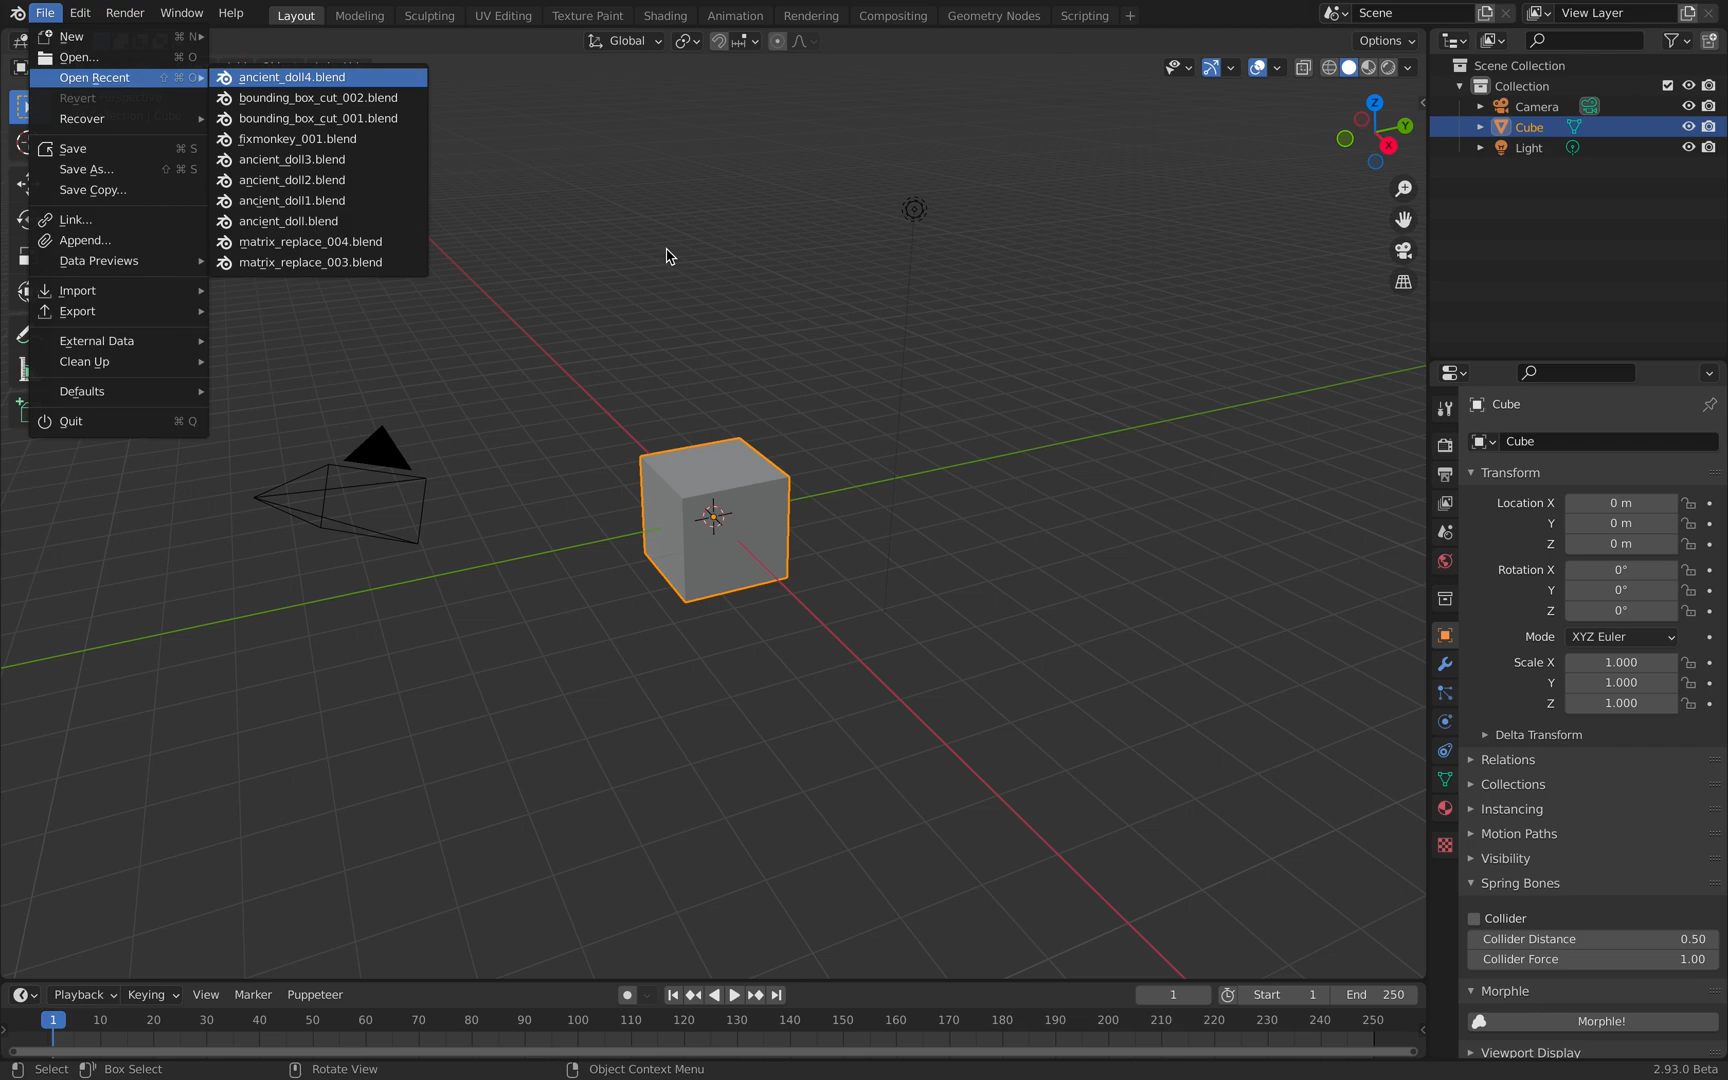 File Edit Render Window Help
Layout Modeling Sculpting UV Editing Texture Paint Shading Animation Rendering Compositing Geometry Nodes Scripting +
Scene
View Layer
Global
Options
New ⌘ N
Open... ⌘ O
Open Recent ⇧ ⌘ O
Revert
Recover
Save ⌘ S
Save As... ⇧ ⌘ S
Save Copy...
Link...
Append...
Data Previews
Import
Export
External Data
Clean Up
Defaults
Quit ⌘ Q
ancient_doll4.blend
bounding_box_cut_002.blend
bounding_box_cut_001.blend
fixmonkey_001.blend
ancient_doll3.blend
ancient_doll2.blend
ancient_doll1.blend
ancient_doll.blend
matrix_replace_004.blend
matrix_replace_003.blend
Z
Y
X
Scene Collection
Collection
Camera
Cube
Light
Cube
Cube
Transform
Location X 0 m
Y 0 m
Z 0 m
Rotation X 0°
Y 0°
Z 0°
Mode XYZ Euler
Scale X 1.000
Y 1.000
Z 1.000
Delta Transform
Relations
Collections
Instancing
Motion Paths
Visibility
Spring Bones
Collider
Collider Distance 0.50
Collider Force 1.00
Morphle
Morphle!
Viewport Display
Playback Keying View Marker Puppeteer
1 Start 1 End 250
1 10 20 30 40 50 60 70 80 90 100 110 120 130 140 150 160 170 180 190 200 210 220 230 240 250
Select Box Select Rotate View Object Context Menu 2.93.0 Beta